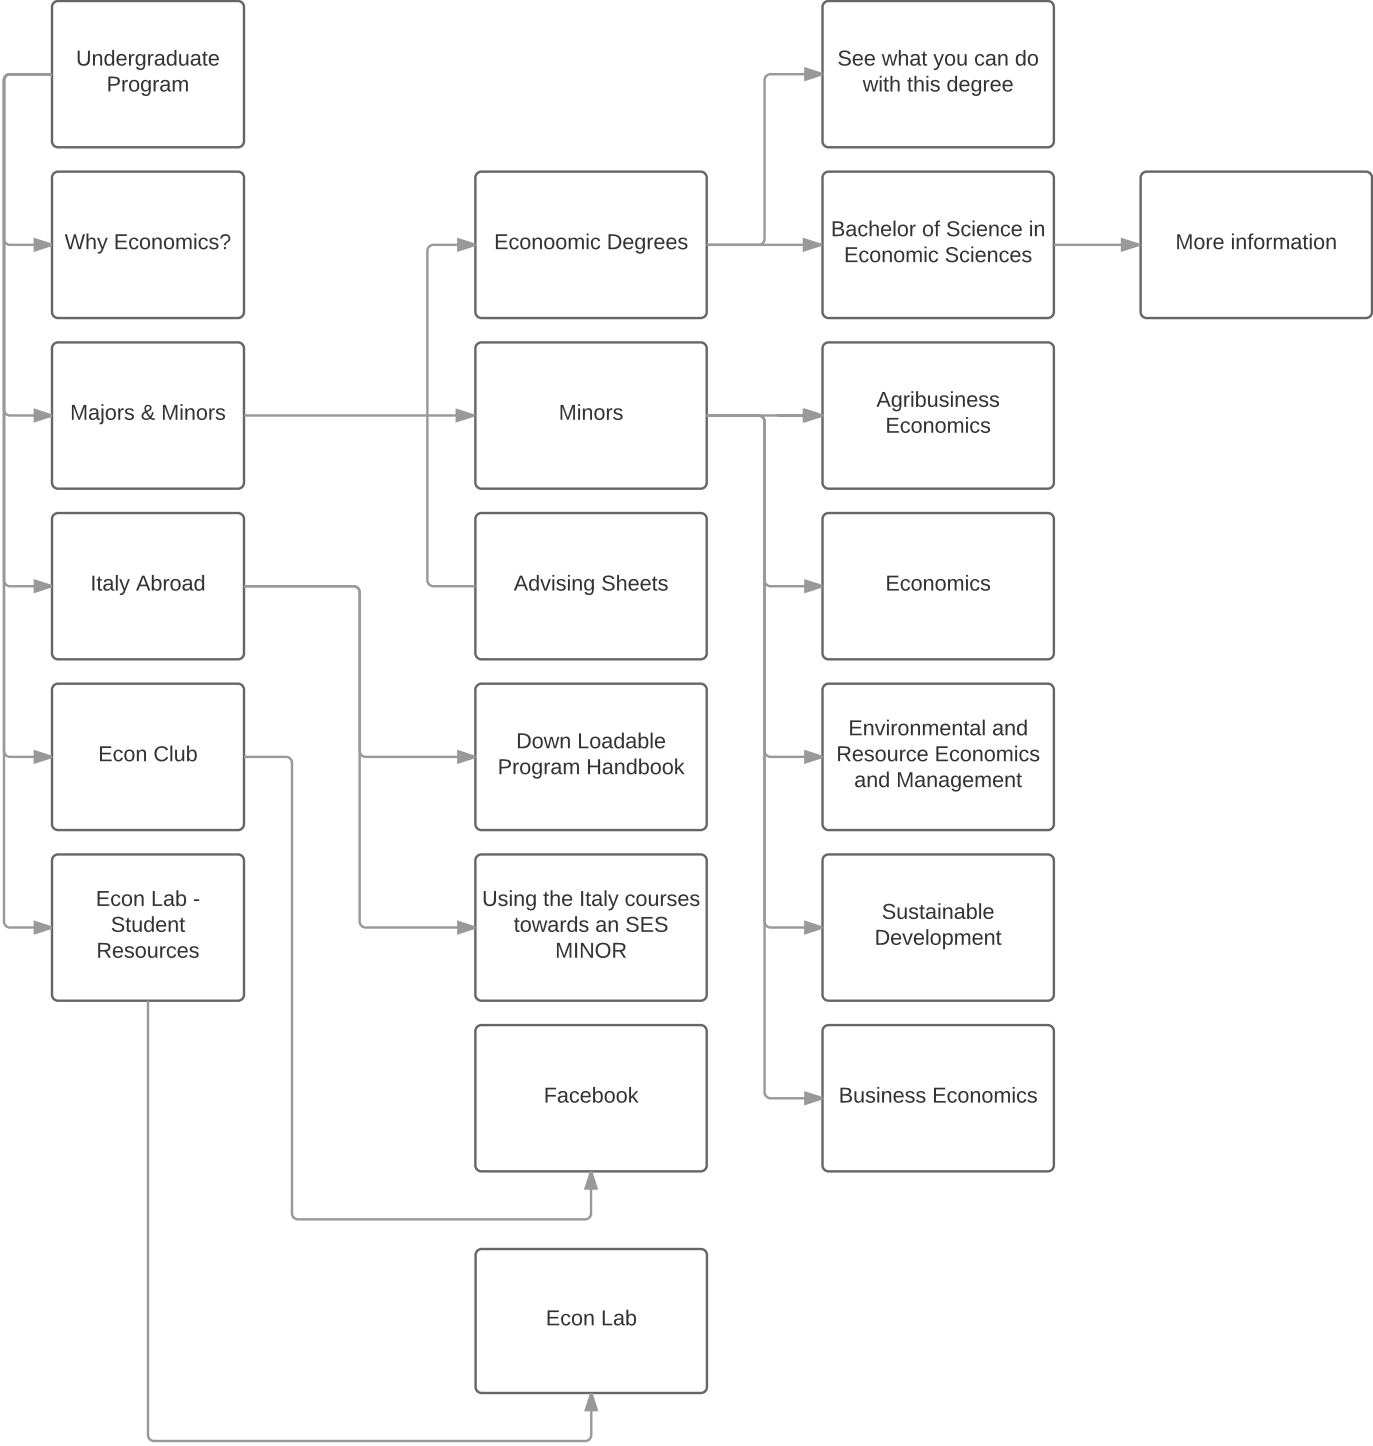 Undergraduate
Program
See what you can do
with this degree
Why Economics?
Econoomic Degrees
Bachelor of Science in
Economic Sciences
More information
Majors & Minors
Minors
Agribusiness
Economics
Italy Abroad
Advising Sheets
Economics
Econ Club
Down Loadable
Program Handbook
Environmental and
Resource Economics
and Management
Econ Lab -
Student
Resources
Using the Italy courses
towards an SES
MINOR
Sustainable
Development
Facebook
Business Economics
Econ Lab